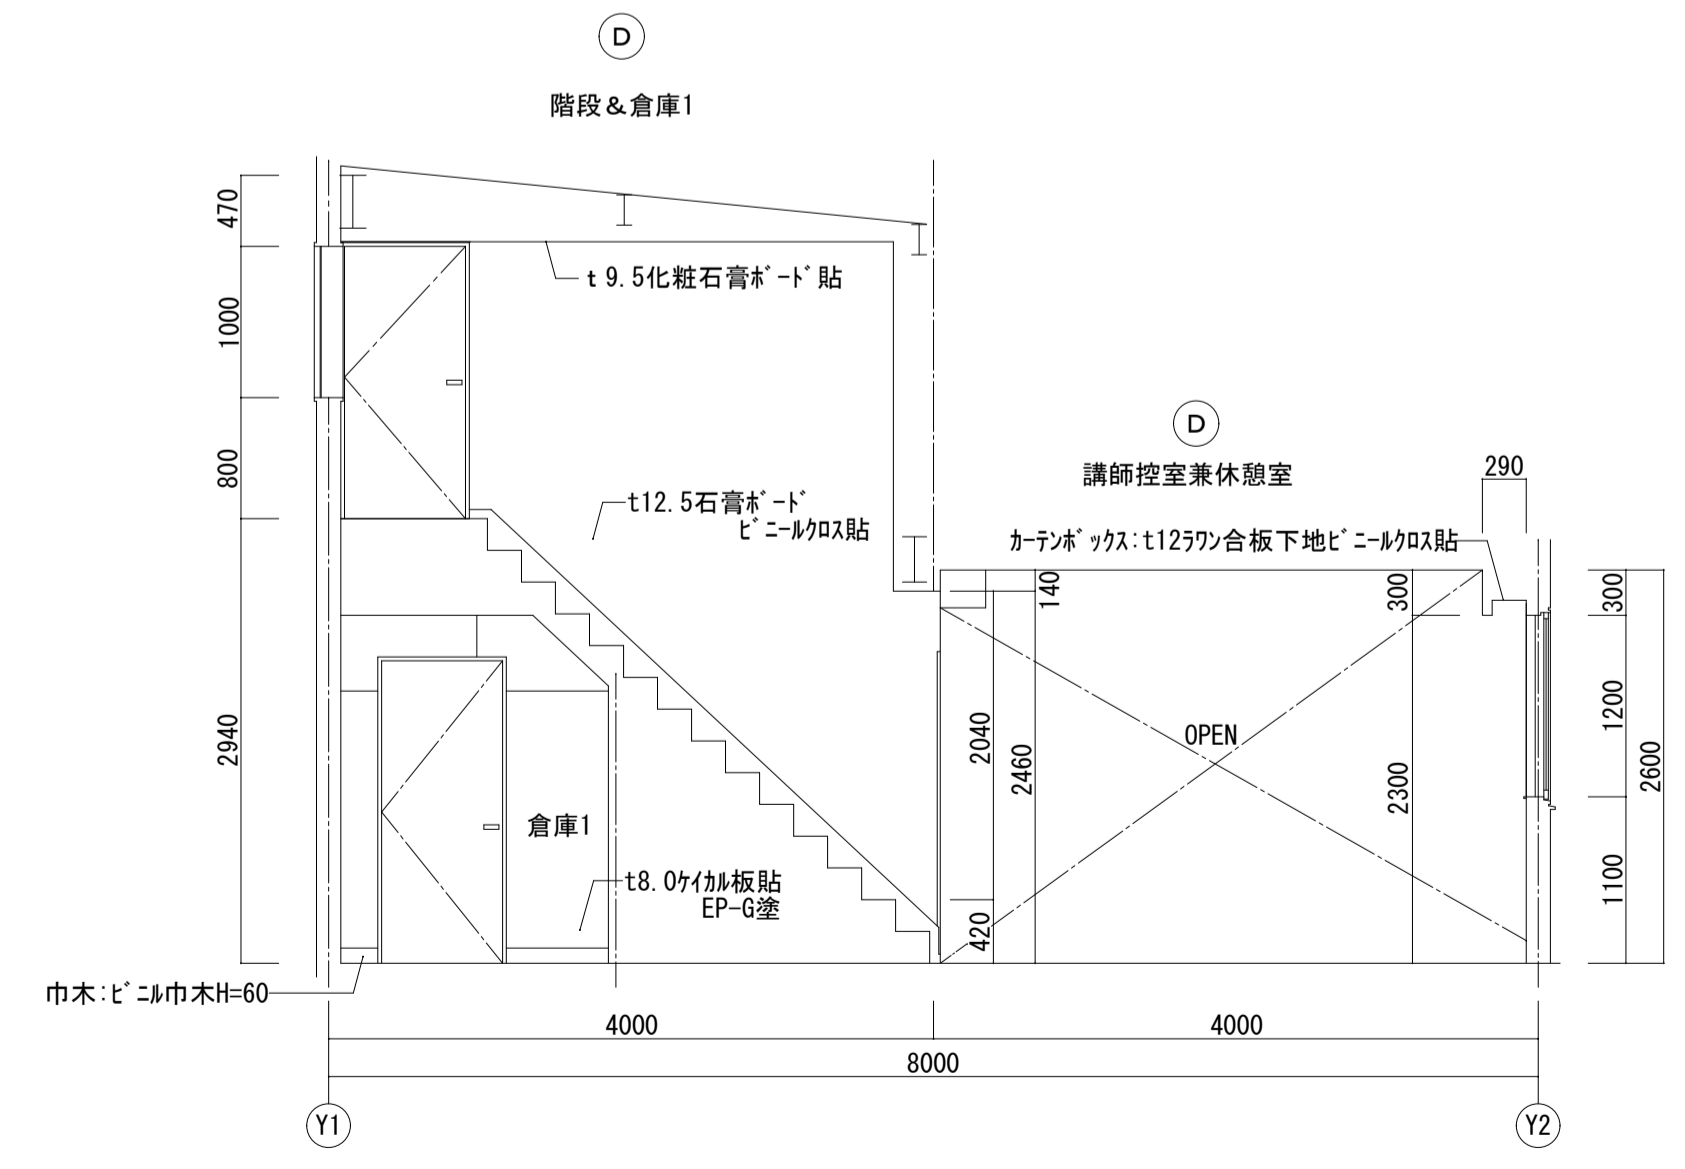 D
階段＆倉庫1
470
t 9.5化粧石膏ﾎﾞｰﾄﾞ貼
1000
D
講師控室兼休憩室
290
800
t12.5石膏ﾎﾞｰﾄﾞ
ﾋﾞﾆｰﾙｸﾛｽ貼
ｶｰﾃﾝﾎﾞｯｸｽ:t12ﾗﾜﾝ合板下地ﾋﾞﾆｰﾙｸﾛｽ貼
140
300
300
2940
2040
2460
OPEN
2300
1200
2600
倉庫1
t8.0ｹｲｶﾙ板貼
EP-G塗
420
1100
巾木:ﾋﾞﾆﾙ巾木H=60
4000
4000
8000
Y1
Y2